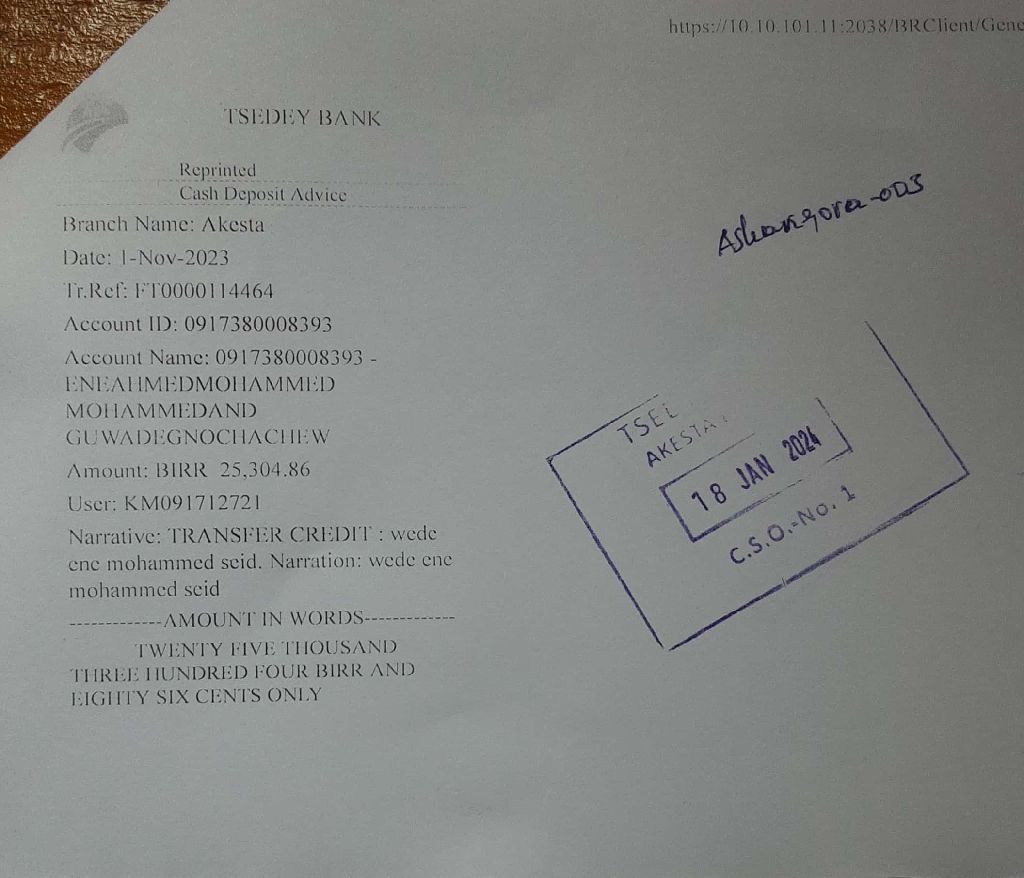 https://10.10.101.11:2038/BRClient/Gene
TSEDEY BANK
Reprinted
Cash Deposit Advice
Branch Name: Akesta
Date: 1-Nov-2023
Tr.Ref: FT0000114464
Account ID: 0917380008393
Account Name: 0917380008393 -
ENEAHMEDMOHAMMED
MOHAMMEDAND
GUWADEGNOCHACHEW
Amount: BIRR 25,304.86
User: KM091712721
Narrative: TRANSFER CREDIT : wede
ene mohammed seid. Narration: wede ene
mohammed seid
-------------AMOUNT IN WORDS-------------
TWENTY FIVE THOUSAND
THREE HUNDRED FOUR BIRR AND
EIGHTY SIX CENTS ONLY
AKESTA
18 JAN 2024
C.S.O.-No. 1